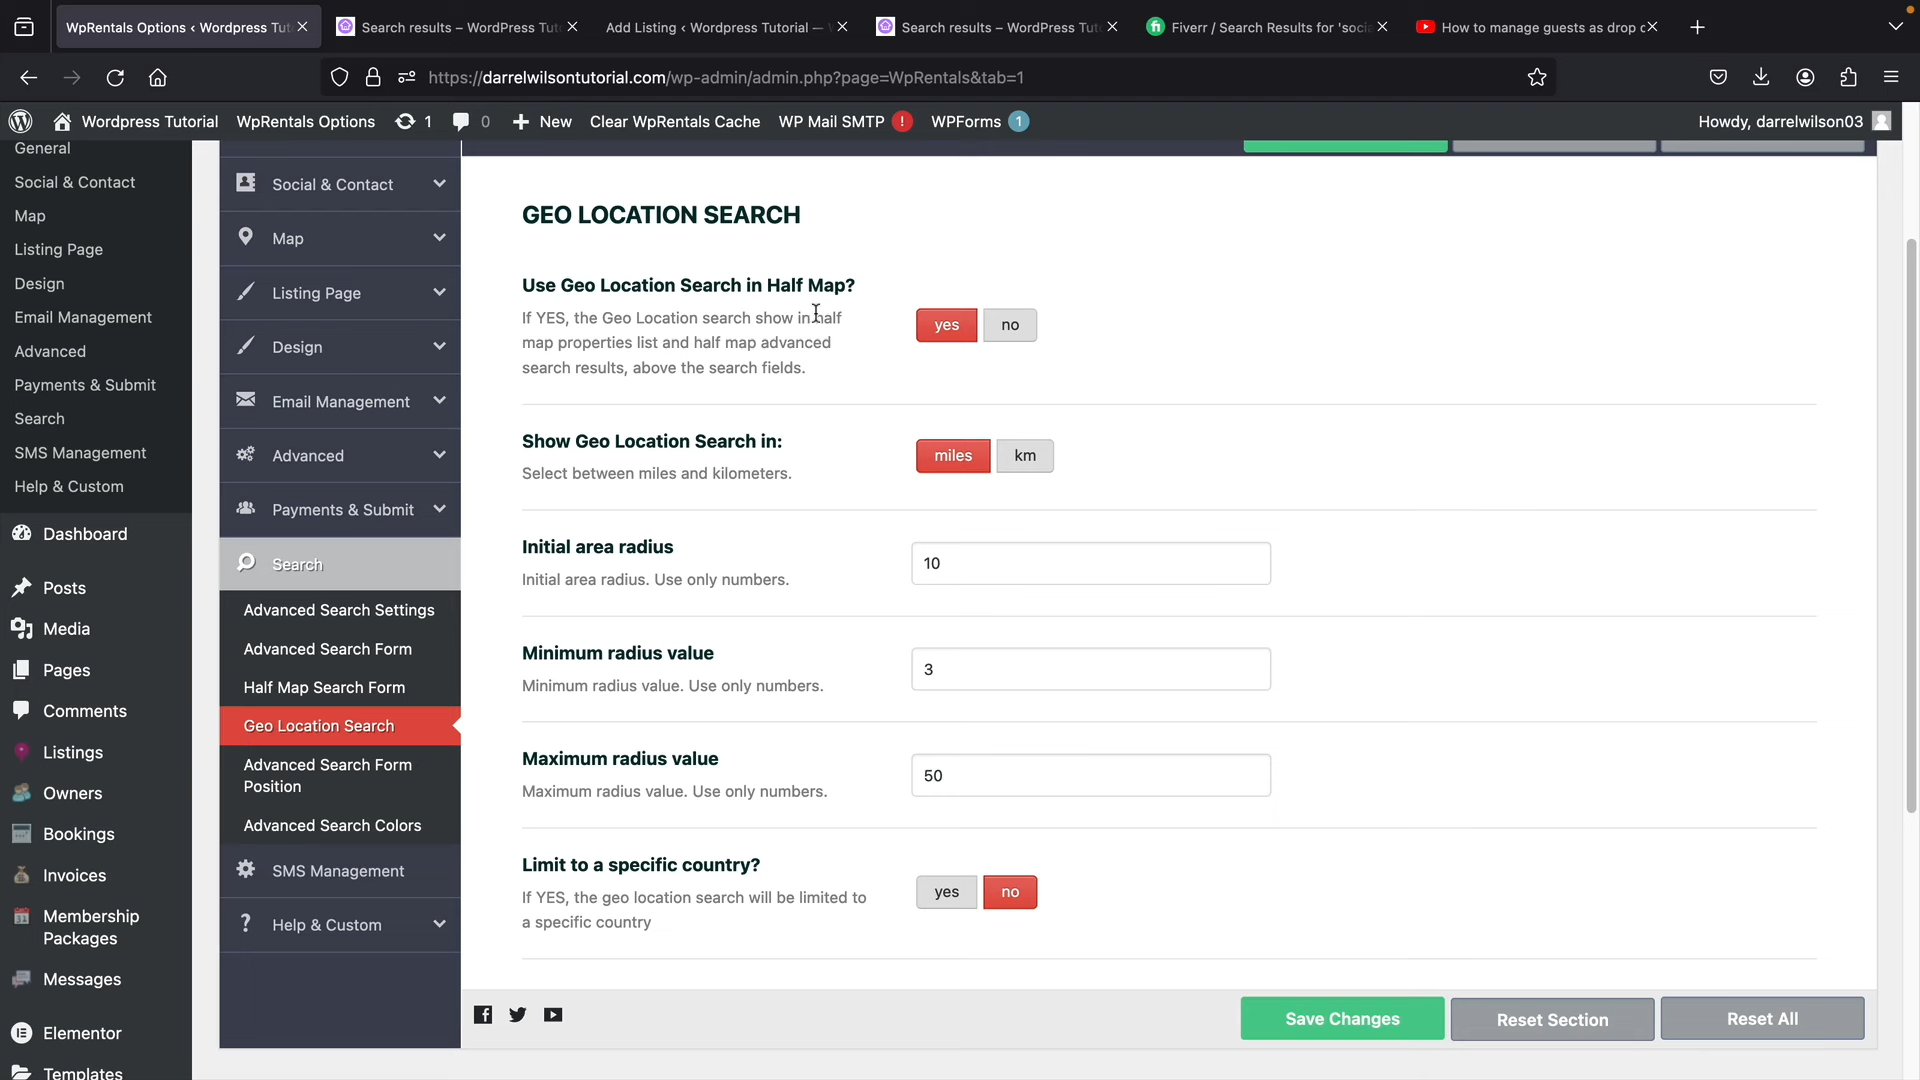 WpRentals Options ‹ Wordpress Tut
Search results – WordPress Tut
Add Listing ‹ Wordpress Tutorial —
Search results – WordPress Tut
Fiverr / Search Results for 'socia
How to manage guests as drop d
https://darrelwilsontutorial.com/wp-admin/admin.php?page=WpRentals&tab=1
Wordpress Tutorial
WpRentals Options
1
0
New
Clear WpRentals Cache
WP Mail SMTP !
WPForms 1
Howdy, darrelwilson03
General
Social & Contact
Map
Listing Page
Design
Email Management
Advanced
Payments & Submit
Search
SMS Management
Help & Custom
Dashboard
Posts
Media
Pages
Comments
Listings
Owners
Bookings
Invoices
Membership
Packages
Messages
Elementor
Templates
Social & Contact
Map
Listing Page
Design
Email Management
Advanced
Payments & Submit
Search
Advanced Search Settings
Advanced Search Form
Half Map Search Form
Geo Location Search
Advanced Search Form
Position
Advanced Search Colors
SMS Management
Help & Custom
GEO LOCATION SEARCH
Use Geo Location Search in Half Map?
If YES, the Geo Location search show in half
map properties list and half map advanced
search results, above the search fields.
yes no
Show Geo Location Search in:
Select between miles and kilometers.
miles km
Initial area radius
Initial area radius. Use only numbers.
10
Minimum radius value
Minimum radius value. Use only numbers.
3
Maximum radius value
Maximum radius value. Use only numbers.
50
Limit to a specific country?
If YES, the geo location search will be limited to
a specific country
yes no
Save Changes
Reset Section
Reset All